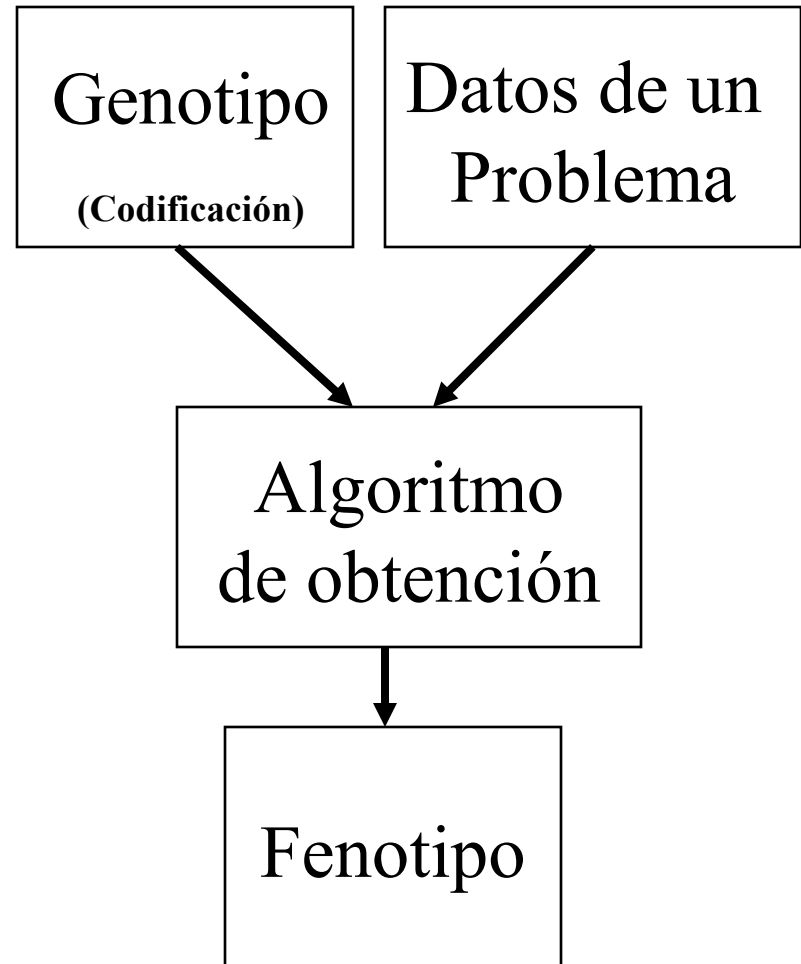 Genotipo
(Codificación)
Datos de un
Problema
Algoritmo
de obtención
Fenotipo